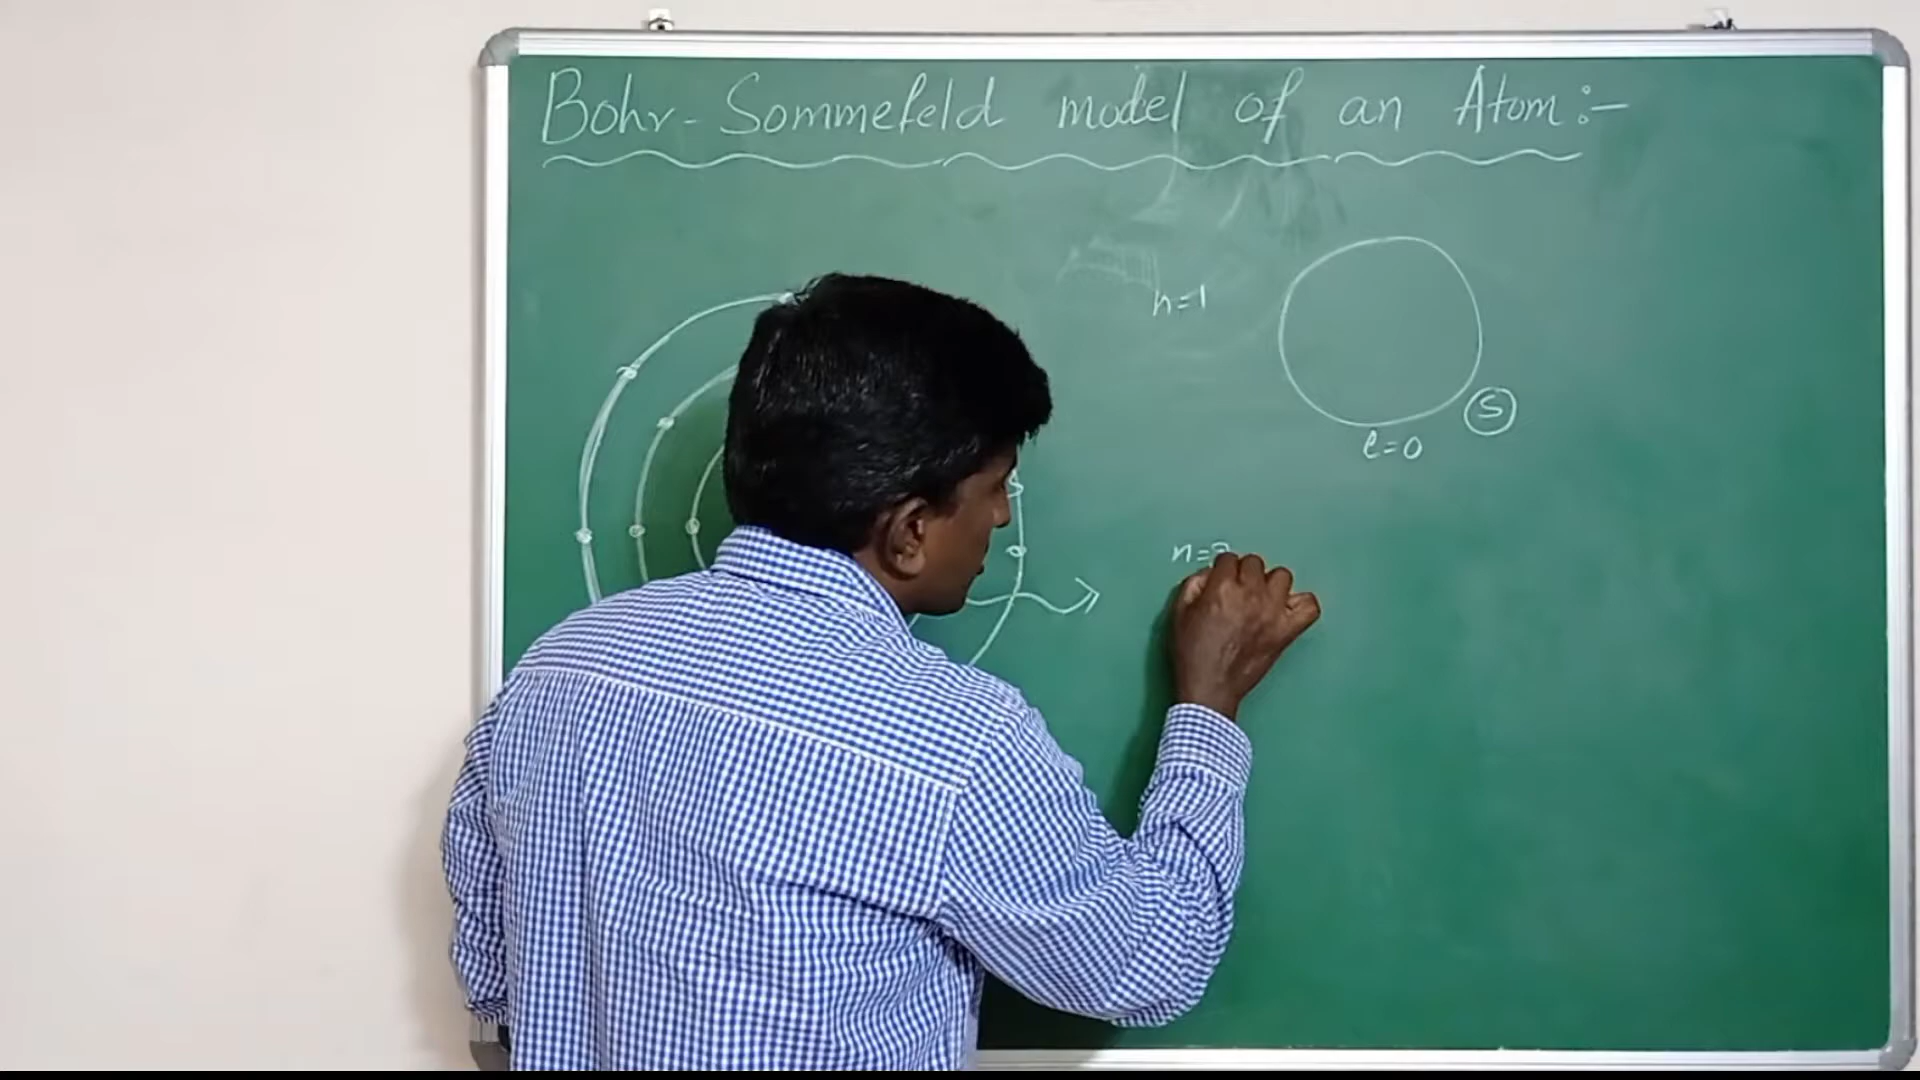 Bohr-Sommefeld model of an Atom:-
n=1
S
l=0
n=